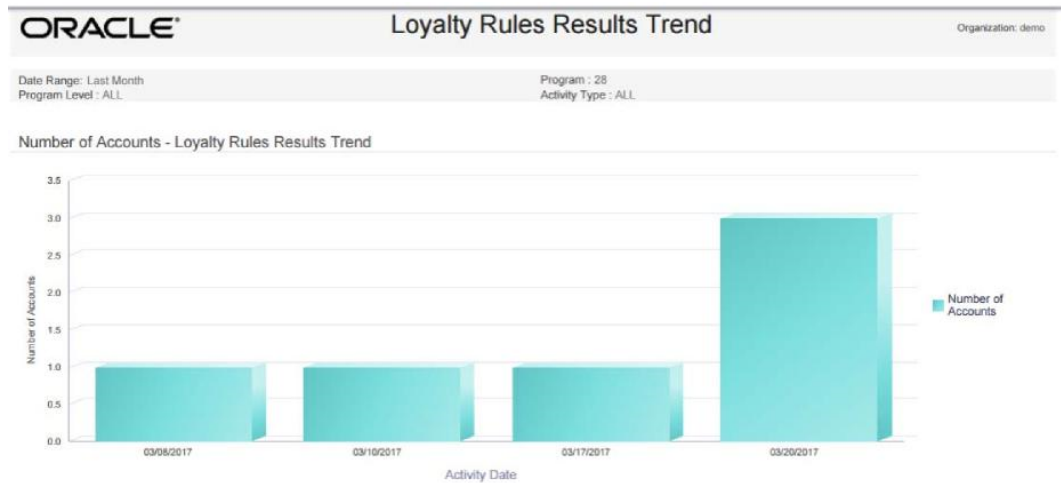 ORACLE®
Loyalty Rules Results Trend
Organization: demo
Date Range: Last Month
Program Level : ALL
Program : 28
Activity Type : ALL
Number of Accounts - Loyalty Rules Results Trend
3.5
3.0
2.5
2.0
1.5
1.0
0.5
0.0
Number of Accounts
03/08/2017
03/10/2017
03/17/2017
03/20/2017
Activity Date
Number of
Accounts